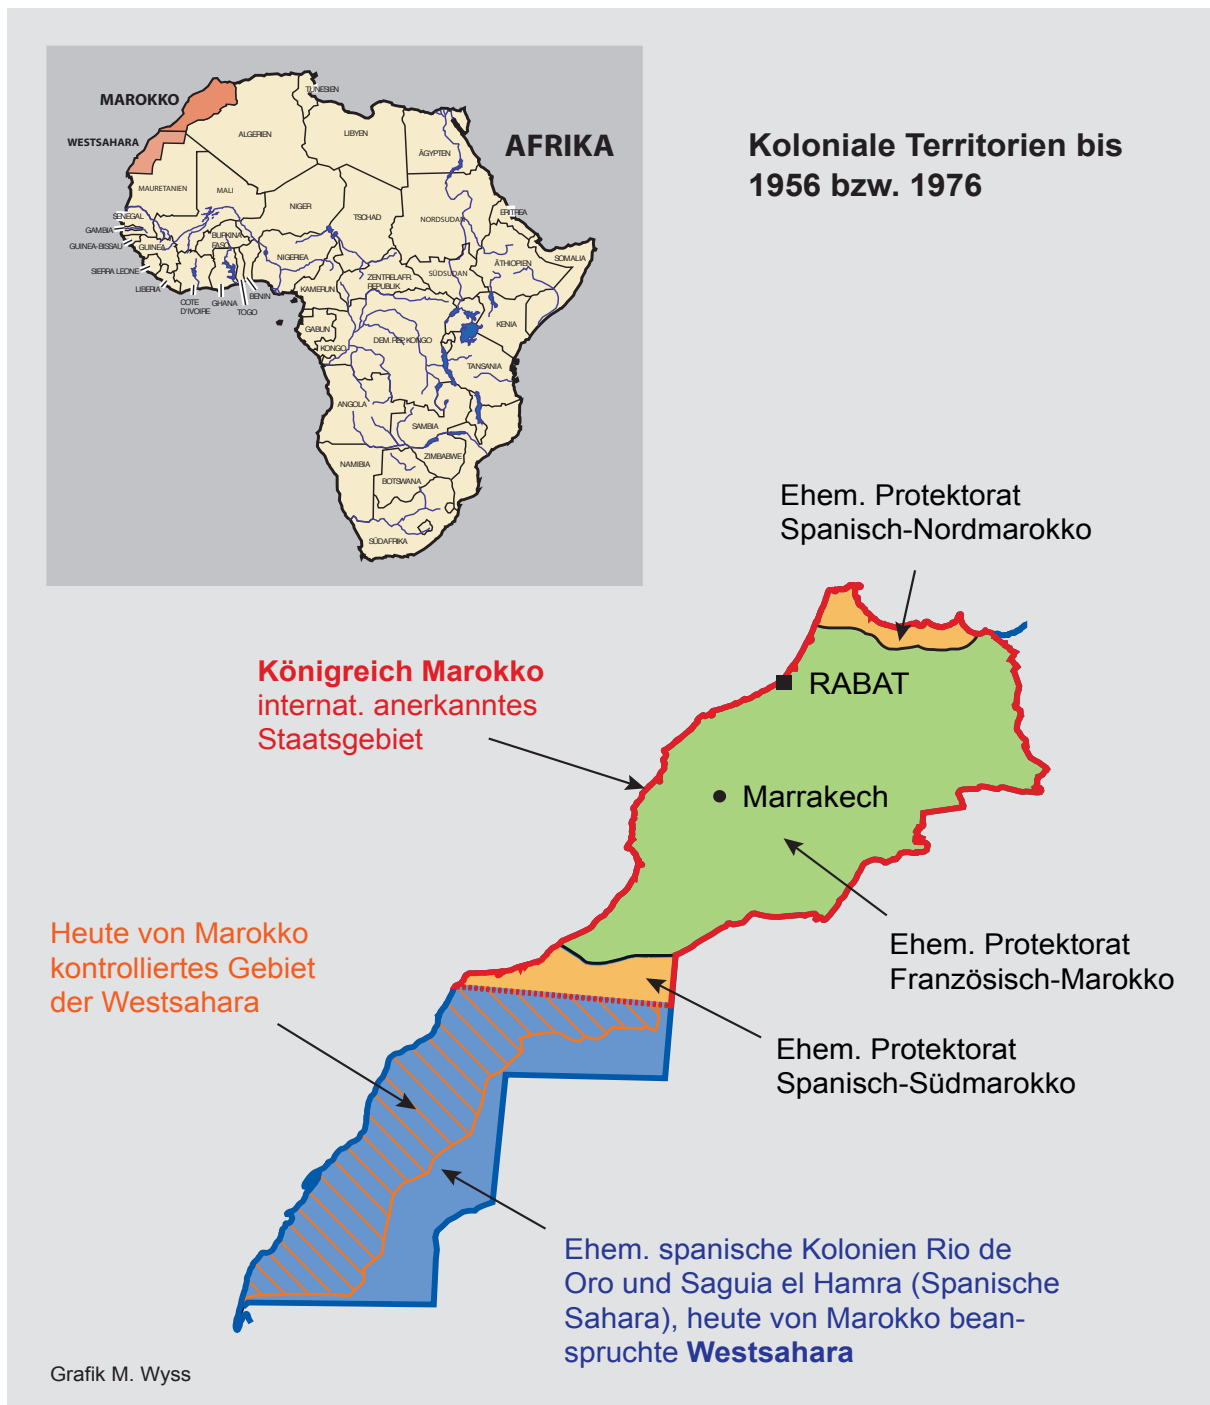 MAROKKO
WESTSAHARA
AFRIKA
TUNESIEN
ALGERIEN
LIBYEN
ÄGYPTEN
MAURETANIEN
MALI
NIGER
TSCHAD
NORDSUDAN
ERITREA
SENEGAL
GAMBIA
GUINEA-BISSAU
GUINEA
BURKINA
FASO
NIGERIEA
SIERRA LEONE
LIBERIA
COTE
D'IVOIRE
GHANA
TOGO
BENIN
KAMERUN
ZENTRELAFR.
REPUBLIK
SÜDSUDAN
ÄTHIOPIEN
SOMALIA
GABUN
KONGO
DEM. REP. KONGO
KENIA
TANSANIA
ANGOLA
SAMBIA
NAMIBIA
ZIMBABWE
BOTSWANA
SÜDAFRIKA
Koloniale Territorien bis
1956 bzw. 1976
Ehem. Protektorat
Spanisch-Nordmarokko
Königreich Marokko
internat. anerkanntes
Staatsgebiet
RABAT
Marrakech
Heute von Marokko
kontrolliertes Gebiet
der Westsahara
Ehem. Protektorat
Französisch-Marokko
Ehem. Protektorat
Spanisch-Südmarokko
Ehem. spanische Kolonien Rio de
Oro und Saguia el Hamra (Spanische
Sahara), heute von Marokko bean-
spruchte Westsahara
Grafik M. Wyss